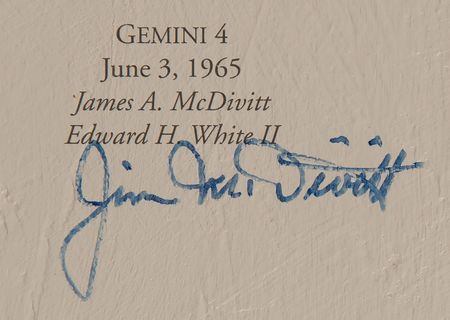 GEMINI 4
June 3, 1965
James A. McDivitt
Edward H. White II
Jim McDivitt